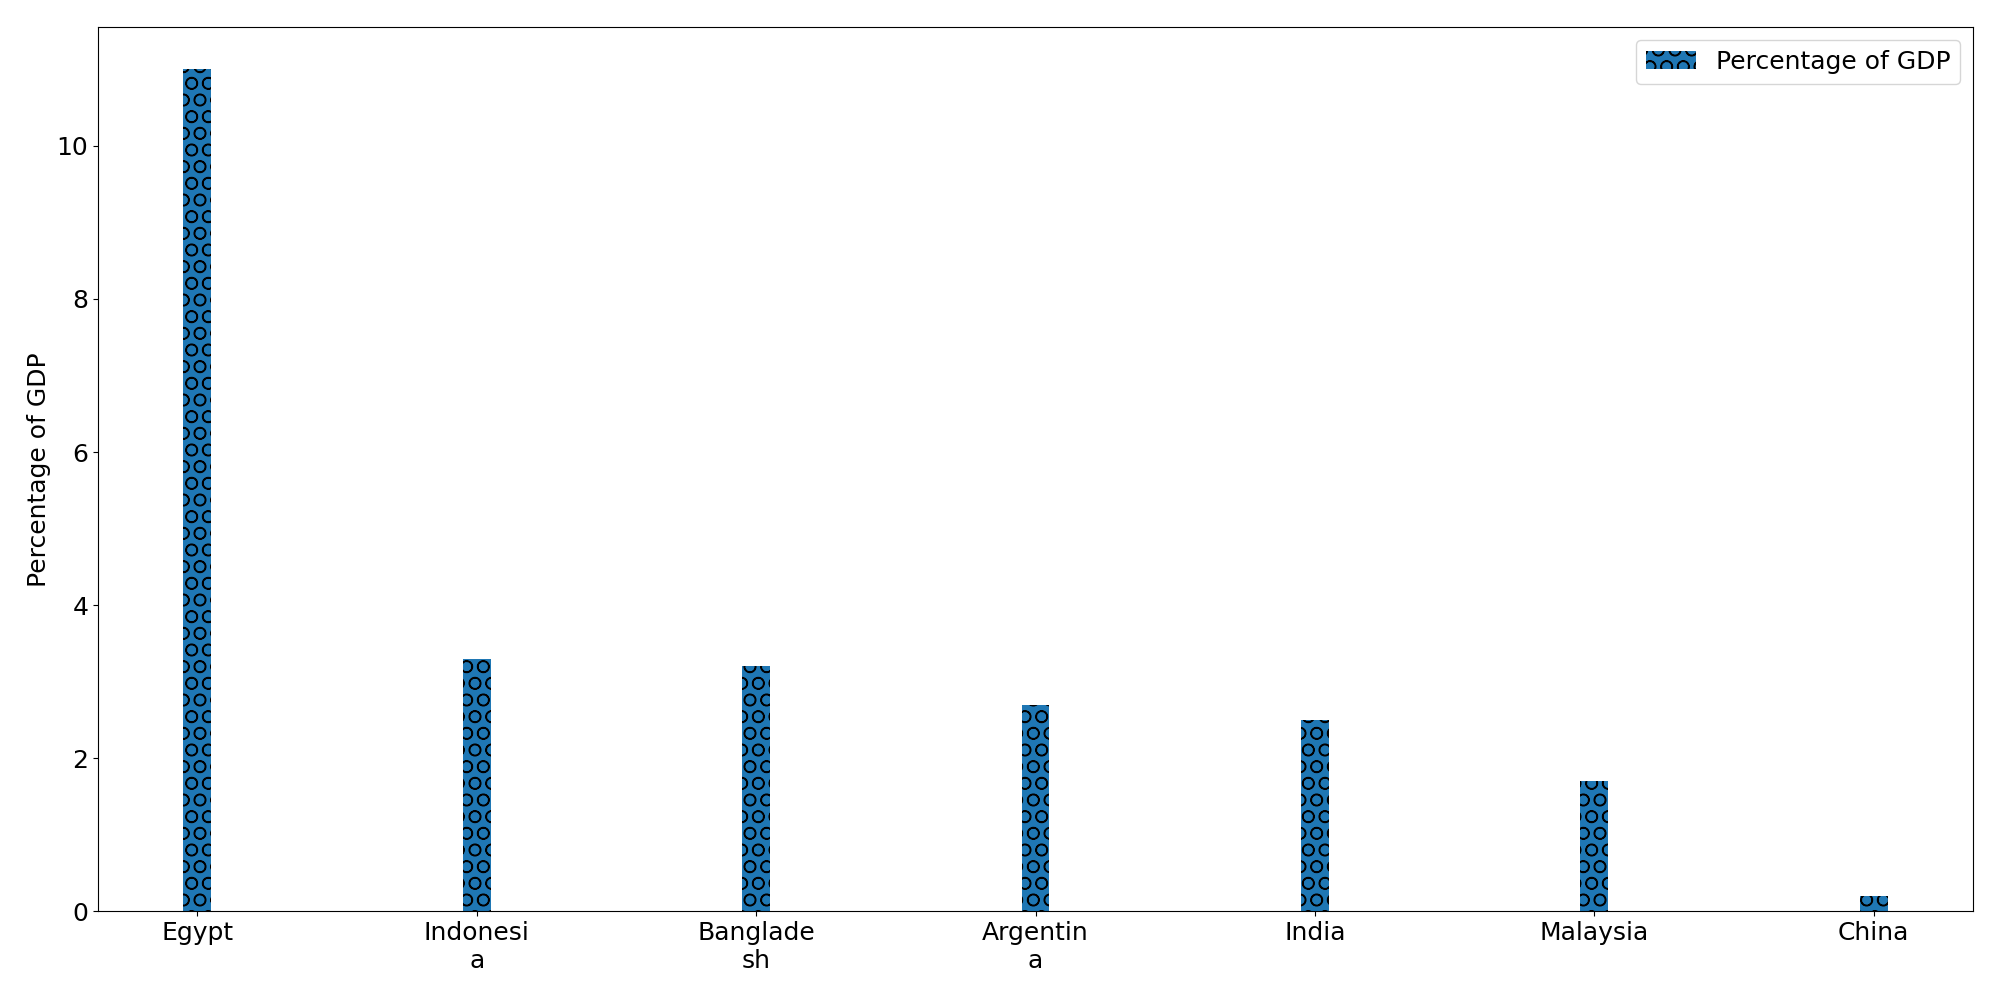 Percentage of GDP
10
8
6
4
2
0
Percentage of GDP
Egypt
Indonesi
a
Banglade
sh
Argentin
a
India
Malaysia
China